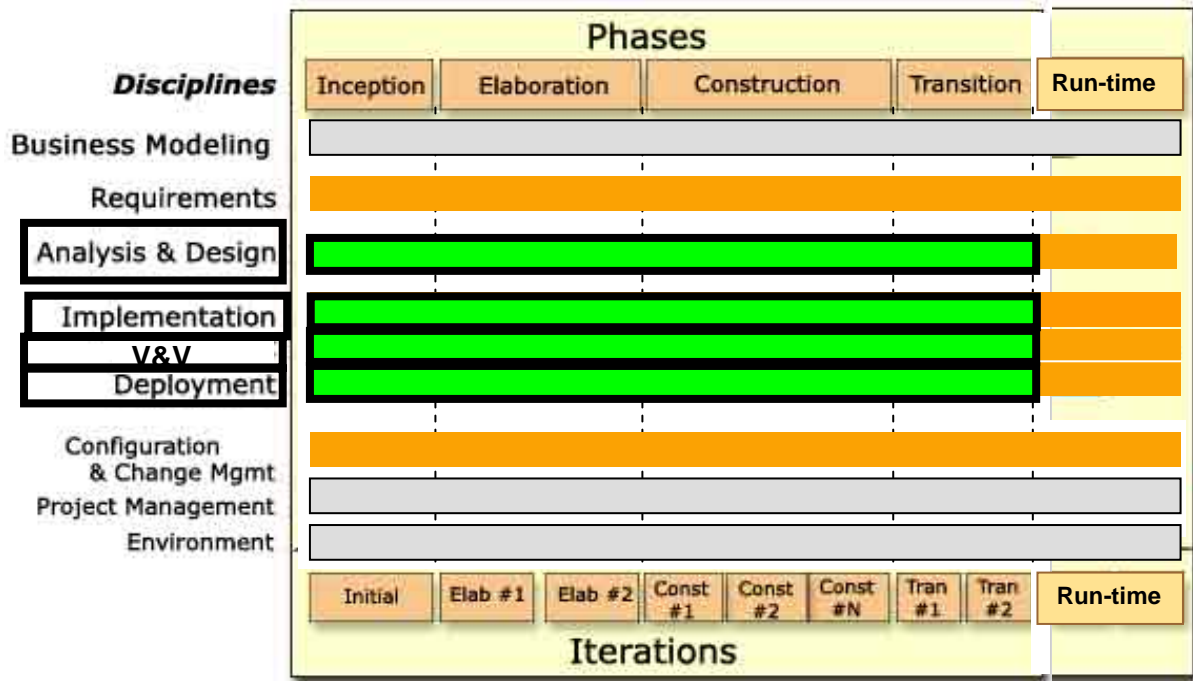 Phases
Disciplines
Inception
Elaboration
Construction
Transition
Run-time
Business Modeling
Requirements
Analysis & Design
Implementation
V&V
Deployment
Configuration
& Change Mgmt
Project Management
Environment
Initial
Elab #1
Elab #2
Const
#1
Const
#2
Const
#N
Tran
#1
Tran
#2
Run-time
Iterations